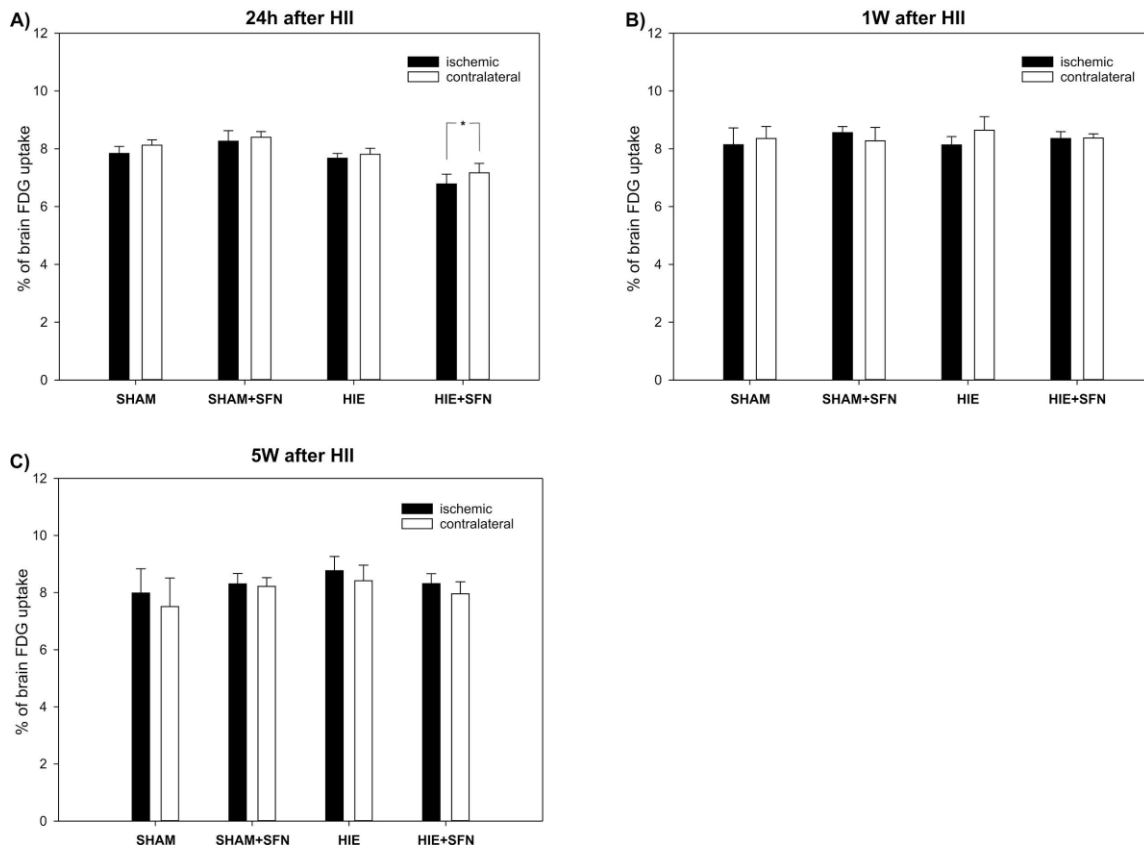 A)
24h after HII
12
10
8
6
4
2
0
% of brain FDG uptake
ischemic
contralateral
*
SHAM SHAM+SFN HIE HIE+SFN
B)
1W after HII
12
10
8
6
4
2
0
% of brain FDG uptake
ischemic
contralateral
SHAM SHAM+SFN HIE HIE+SFN
C)
5W after HII
12
10
8
6
4
2
0
% of brain FDG uptake
ischemic
contralateral
SHAM SHAM+SFN HIE HIE+SFN